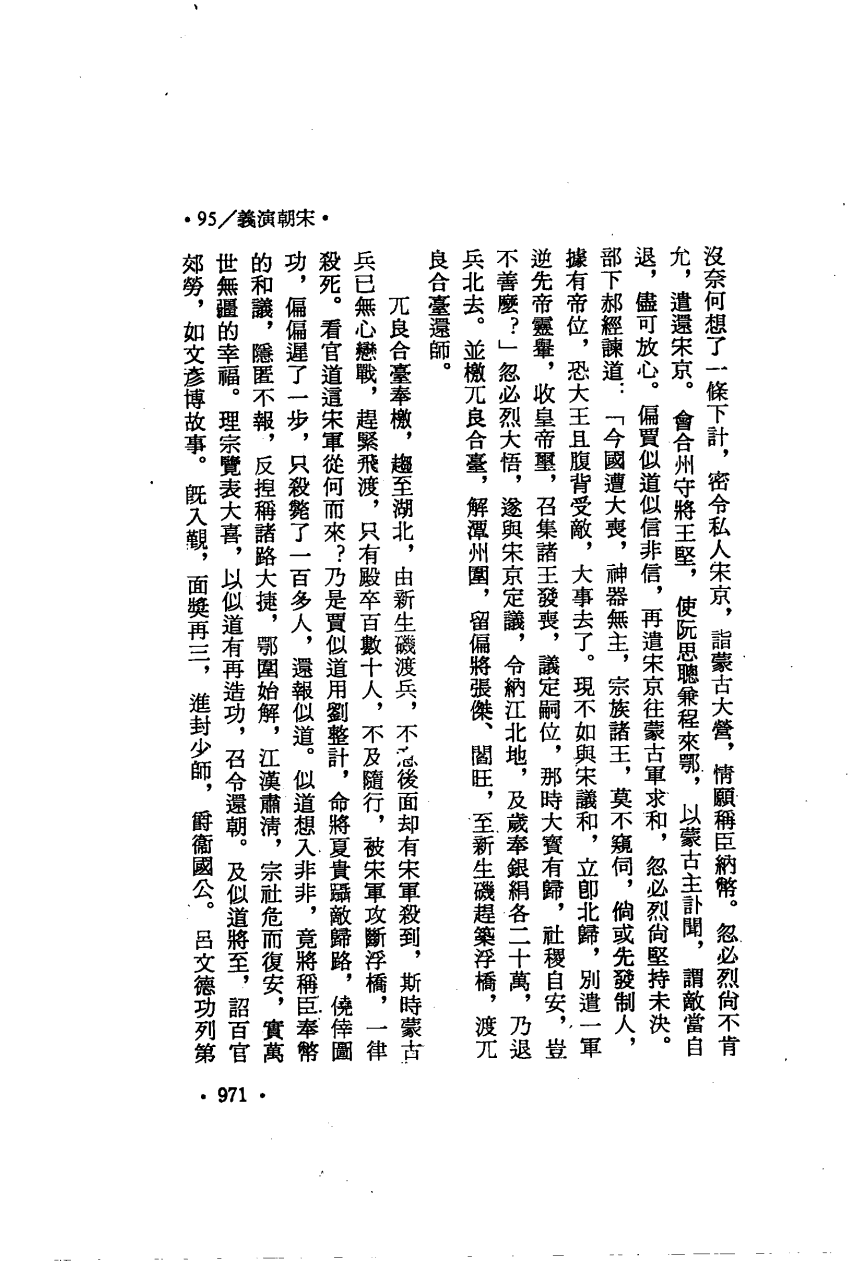 ·95／義演朝宋·
沒奈何想了一條下計，密令私人宋京，詣蒙古大營，情願稱臣納幣。忽必烈尙不肯
允，遣還宋京。會合州守將王堅，使阮思聰兼程來鄂，以蒙古主訃聞，謂敵當自
退，儘可放心。偏賈似道似信非信，再遣宋京往蒙古軍求和，忽必烈尙堅持未決。
部下郝經諫道：「今國遭大喪，神器無主，宗族諸王，莫不窺伺，倘或先發制人，
據有帝位，恐大王且腹背受敵，大事去了。現不如與宋議和，立卽北歸，別遣一軍
逆先帝靈轝，收皇帝璽，召集諸王發喪，議定嗣位，那時大寳有歸，社稷自安，豈
不善麼？」忽必烈大悟，遂與宋京定議，令納江北地，及歲奉銀絹各二十萬，乃退
兵北去。並檄兀良合臺，解潭州圍，留偏將張傑、閻旺，至新生磯趕築浮橋，渡兀
良合臺還師。
兀良合臺奉檄，趨至湖北，由新生磯渡兵，不後面却有宋軍殺到，斯時蒙古
兵已無心戀戰，趕緊飛渡，只有殿卒百數十人，不及隨行，被宋軍攻斷浮橋，一律
殺死。看官道這宋軍從何而來？乃是賈似道用劉整計，命將夏貴躡敵歸路，僥倖圖
功，偏偏遲了一步，只殺斃了一百多人，還報似道。似道想入非非，竟將稱臣奉幣
的和議，隱匿不報，反捏稱諸路大捷，鄂圍始解，江漢肅清，宗社危而復安，實萬
世無疆的幸福。理宗覽表大喜，以似道有再造功，召令還朝。及似道將至，詔百官
郊勞，如文彥博故事。旣入覲，面獎再三，進封少師，爵衞國公。呂文德功列第
·971·